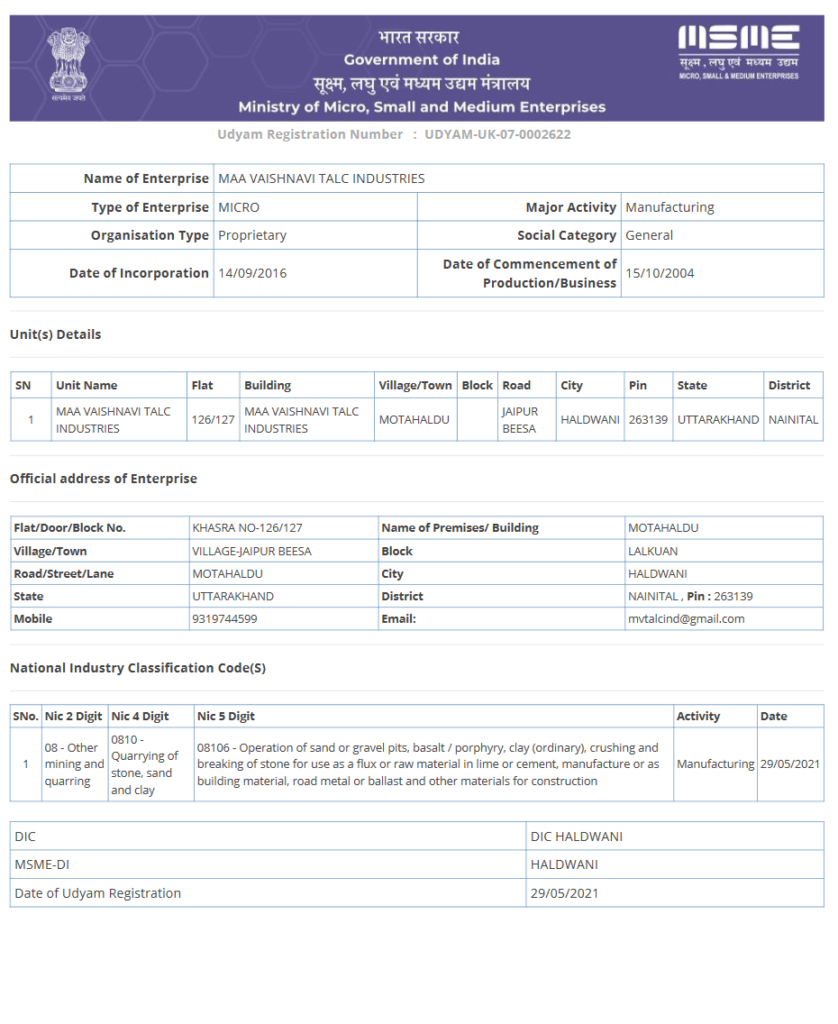 भारत सरकार
Government of India
सूक्ष्म, लघु एवं मध्यम उद्यम मंत्रालय
Ministry of Micro, Small and Medium Enterprises
सत्यमेव जयते
MSME
सूक्ष्म, लघु एवं मध्यम उद्यम
MICRO, SMALL & MEDIUM ENTERPRISES
Udyam Registration Number : UDYAM-UK-07-0002622
Name of Enterprise MAA VAISHNAVI TALC INDUSTRIES
Type of Enterprise MICRO Major Activity Manufacturing
Organisation Type Proprietary Social Category General
Date of Incorporation 14/09/2016 Date of Commencement of Production/Business 15/10/2004
Unit(s) Details
SN Unit Name Flat Building Village/Town Block Road City Pin State District
1 MAA VAISHNAVI TALC INDUSTRIES 126/127 MAA VAISHNAVI TALC INDUSTRIES MOTAHALDU JAIPUR BEESA HALDWANI 263139 UTTARAKHAND NAINITAL
Official address of Enterprise
Flat/Door/Block No. KHASRA NO-126/127 Name of Premises/ Building MOTAHALDU
Village/Town VILLAGE-JAIPUR BEESA Block LALKUAN
Road/Street/Lane MOTAHALDU City HALDWANI
State UTTARAKHAND District NAINITAL , Pin : 263139
Mobile 9319744599 Email: mvtalcind@gmail.com
National Industry Classification Code(S)
SNo. Nic 2 Digit Nic 4 Digit Nic 5 Digit Activity Date
1 08 - Other mining and quarring 0810 - Quarrying of stone, sand and clay 08106 - Operation of sand or gravel pits, basalt / porphyry, clay (ordinary), crushing and breaking of stone for use as a flux or raw material in lime or cement, manufacture or as building material, road metal or ballast and other materials for construction Manufacturing 29/05/2021
DIC DIC HALDWANI
MSME-DI HALDWANI
Date of Udyam Registration 29/05/2021